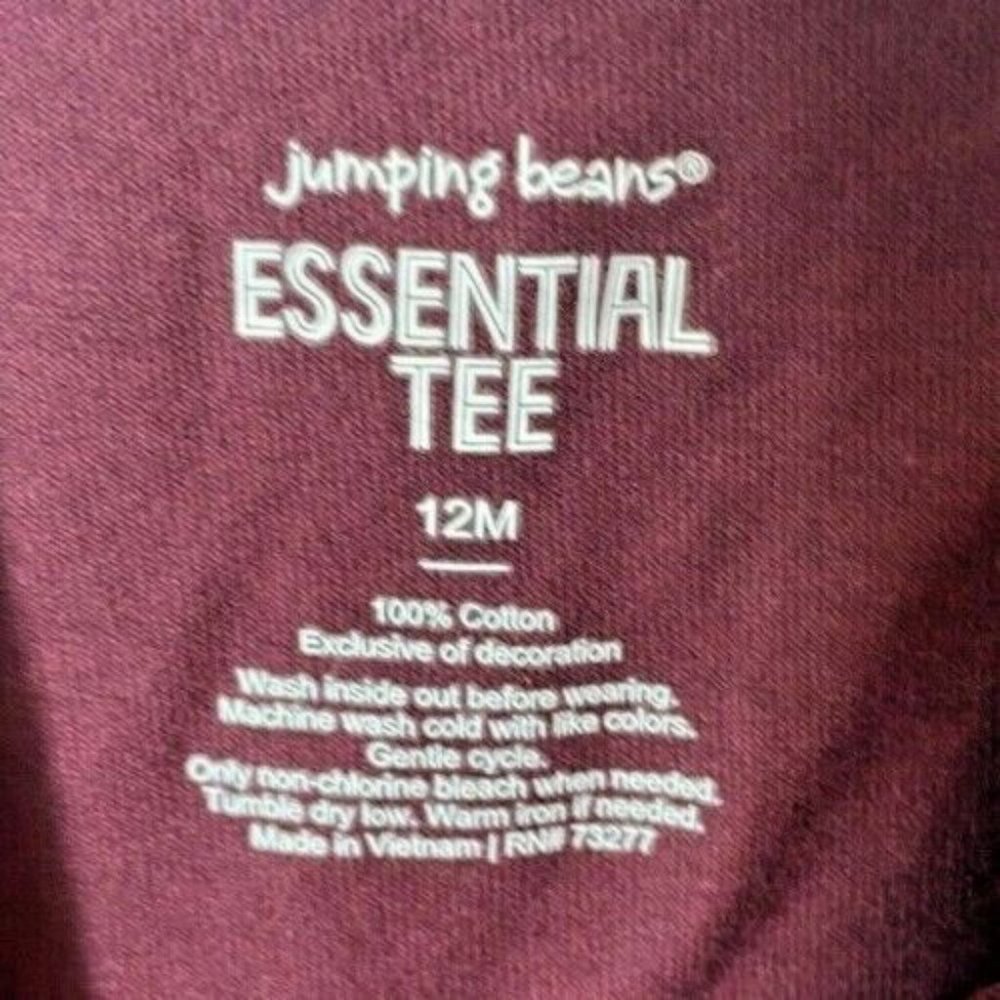 jumping beans®
ESSENTIAL
TEE
12M
100% Cotton
Exclusive of decoration
Wash inside out before wearing.
Machine wash cold with like colors.
Gentle cycle.
Only non-chlorine bleach when needed.
Tumble dry low. Warm iron if needed.
Made in Vietnam | RN# 73277